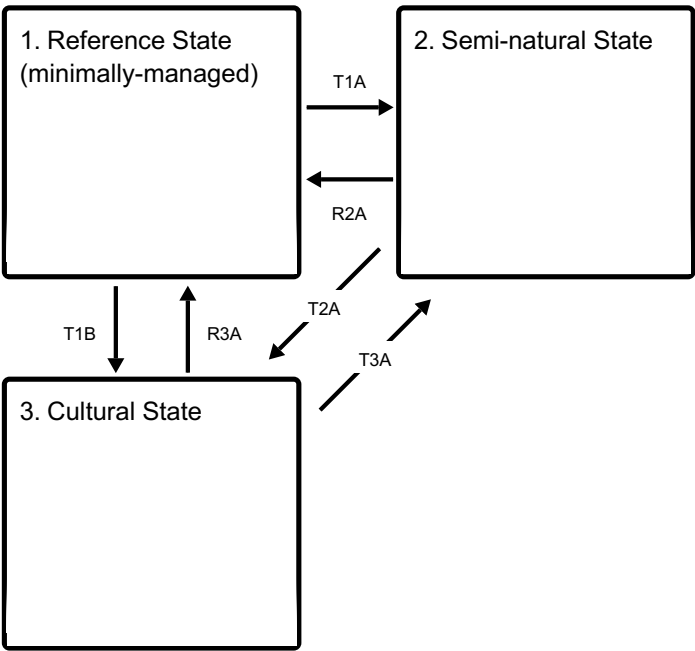 1. Reference State
(minimally-managed)
2. Semi-natural State
T1A
R2A
T2A
T3A
T1B
R3A
3. Cultural State